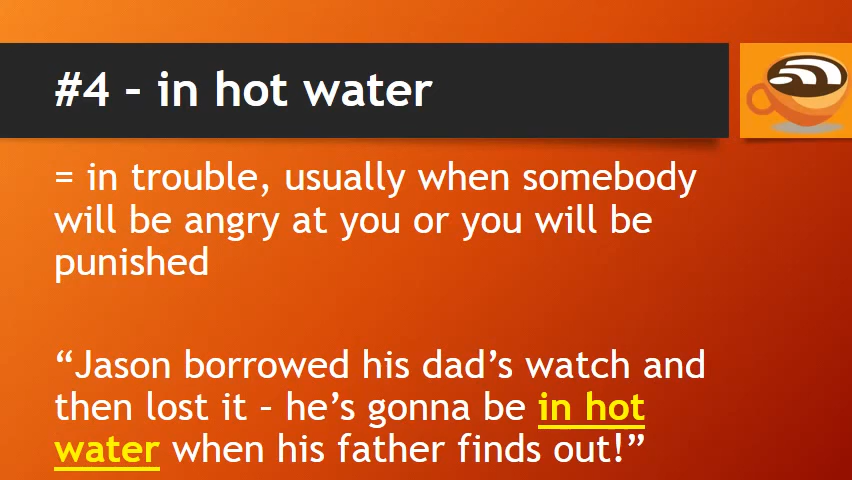 #4 – in hot water
= in trouble, usually when somebody
will be angry at you or you will be
punished
“Jason borrowed his dad’s watch and
then lost it – he’s gonna be in hot
water when his father finds out!”